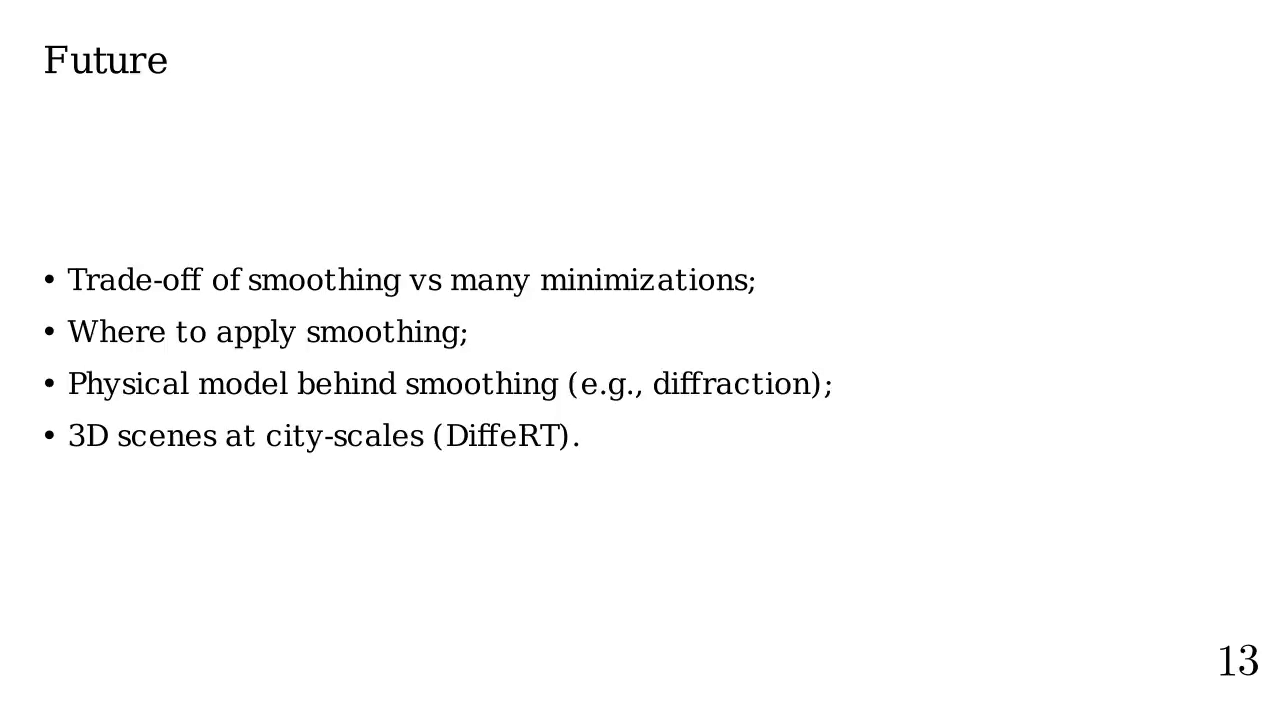 Future
• Trade-off of smoothing vs many minimizations;
• Where to apply smoothing;
• Physical model behind smoothing (e.g., diffraction);
• 3D scenes at city-scales (DiffeRT).
13